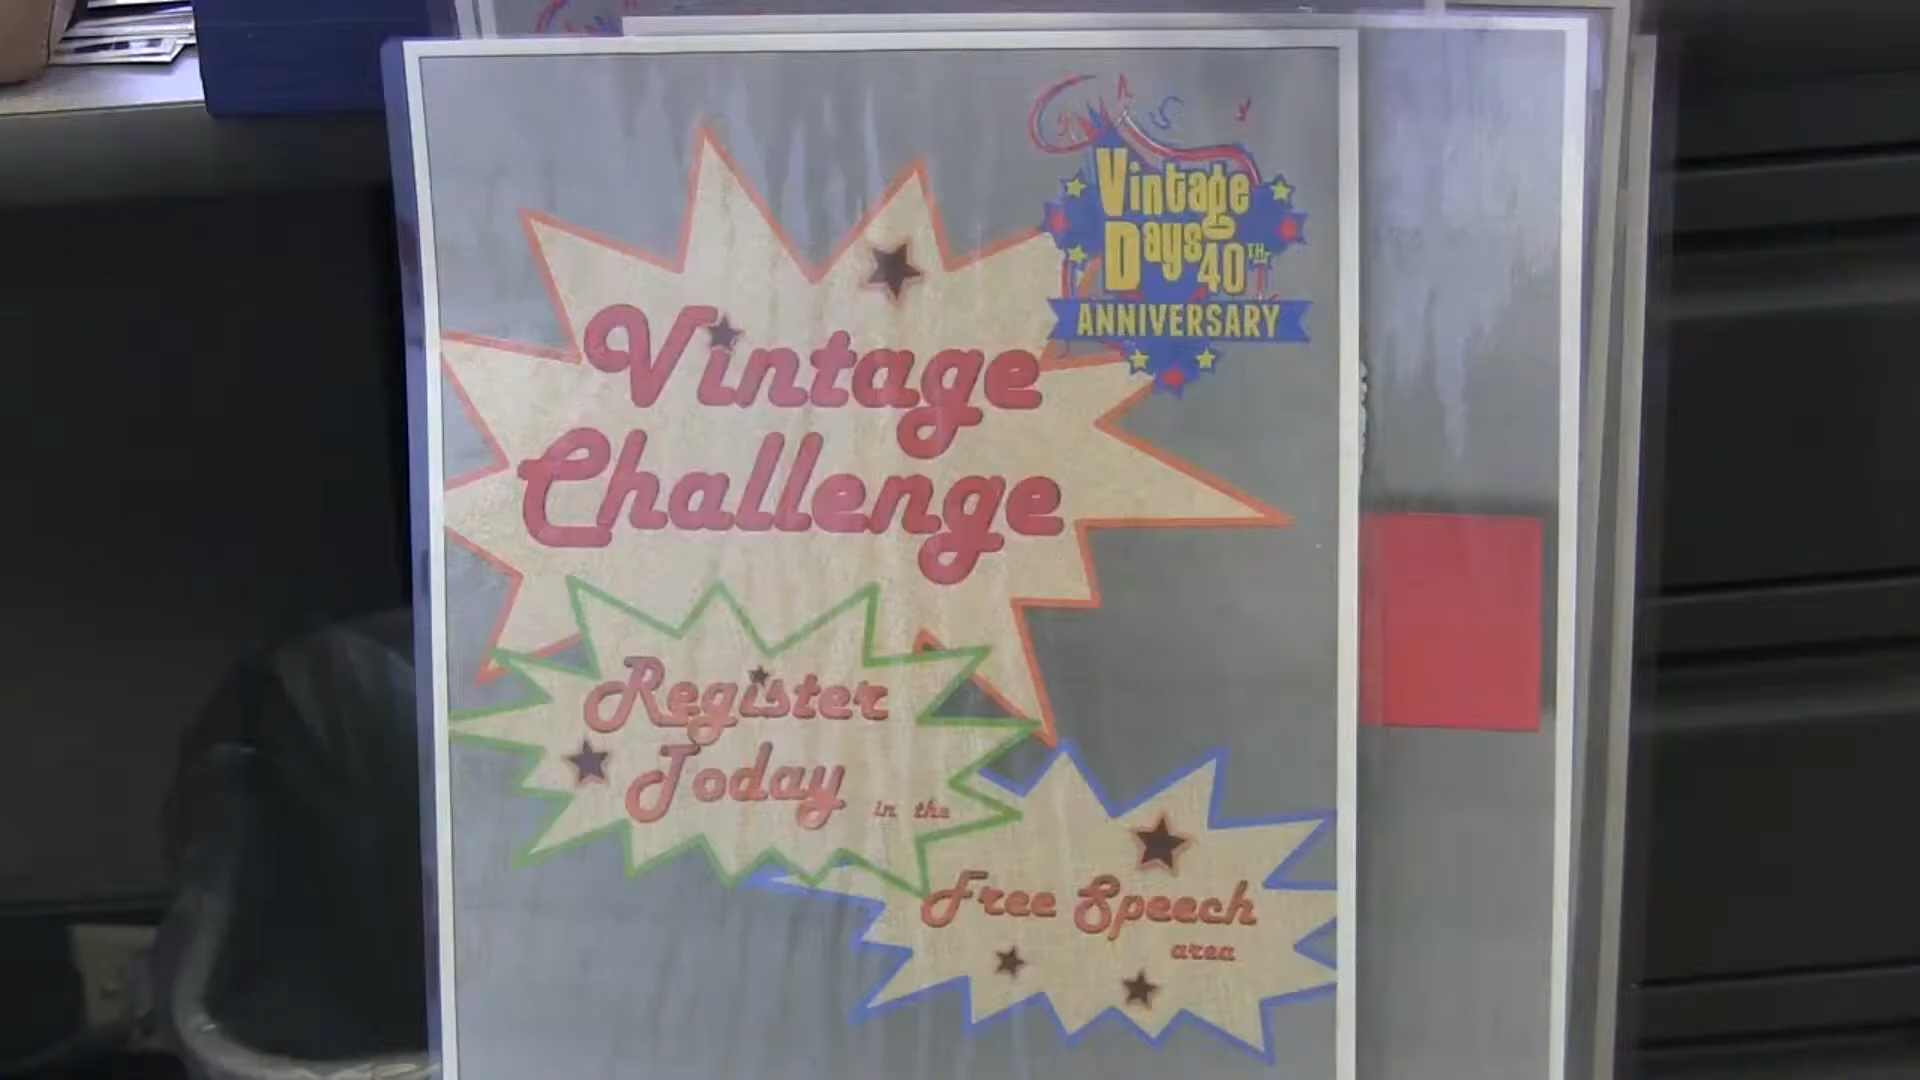 Vintage
Days 40TH
ANNIVERSARY
Vintage
Challenge
Register
Today in the
Free Speech
area